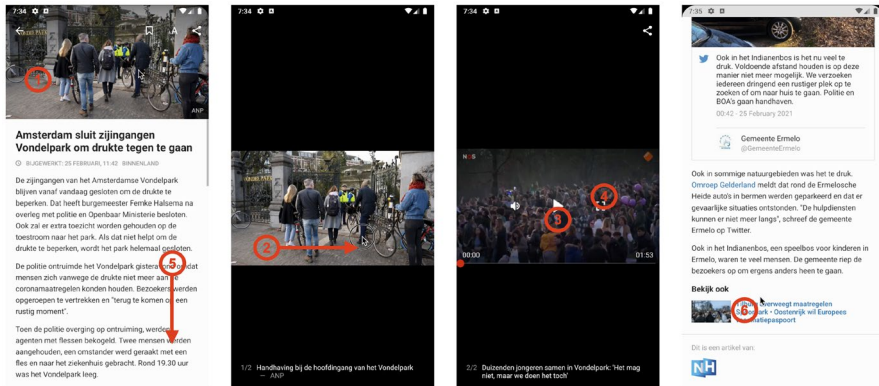 7:34
A
1
ANP
Amsterdam sluit zijingangen
Vondelpark om drukte tegen te gaan
BIJGEWERKT: 25 FEBRUARI, 11:42 BINNENLAND
De zijingangen van het Amsterdamse Vondelpark
blijven vanaf vandaag gesloten om de drukte te
beperken. Dat heeft burgemeester Femke Halsema na
overleg met politie en Openbaar Ministerie besloten.
Ook zal er extra toezicht worden gehouden op de
toestroom naar het park. Als dat niet helpt om de
drukte te beperken, wordt het park helemaal gesloten.
De politie ontruimde het Vondelpark omdat
mensen zich vanwege de drukte niet meer aan de
coronamaatregelen konden houden. Bezoekers werden
opgeroepen te vertrekken en "terug te komen op een
rustig moment".
5
Toen de politie overging op ontruiming, werden
agenten met flessen bekogeld. Twee mensen werden
aangehouden, een omstander werd geraakt met een
fles en naar het ziekenhuis gebracht. Rond 19.30 uur
was het Vondelpark leeg.
7:34
2
1/2 Handhaving bij de hoofdingang van het Vondelpark
— ANP
7:34
NOS
4
3
00:00
01:53
2/2 Duizenden jongeren samen in Vondelpark: 'Het mag
niet, maar we doen het toch'
7:35
Ook in het Indianenbos is het nu veel te
druk. Voldoende afstand houden is op deze
manier niet meer mogelijk. We verzoeken
iedereen dringend een rustiger plek op te
zoeken of om naar huis te gaan. Politie en
BOA's gaan handhaven.
00:42 · 25 February 2021
Gemeente Ermelo
@GemeenteErmelo
Ook in sommige natuurgebieden was het te druk.
Omroep Gelderland meldt dat rond de Ermelosche
Heide auto's in bermen werden geparkeerd en dat er
gevaarlijke situaties ontstonden. "De hulpdiensten
kunnen er niet meer langs", schreef de gemeente
Ermelo op Twitter.
Ook in het Indianenbos, een speelbos voor kinderen in
Ermelo, waren te veel mensen. De gemeente riep de
bezoekers op om ergens anders heen te gaan.
Bekijk ook
6
overweegt maatregelen
• Oostenrijk wil Europees
Dit is een artikel van:
NH